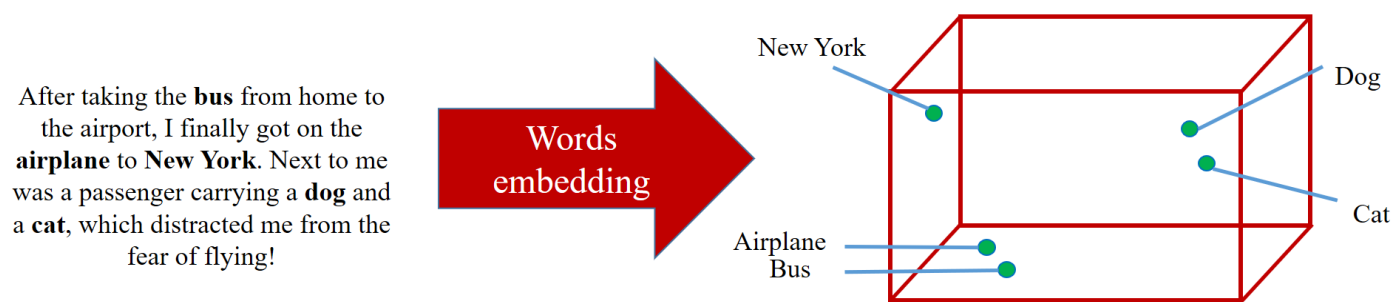 After taking the bus from home to
the airport, I finally got on the
airplane to New York. Next to me
was a passenger carrying a dog and
a cat, which distracted me from the
fear of flying!
Words
embedding
New York
Dog
Cat
Airplane
Bus